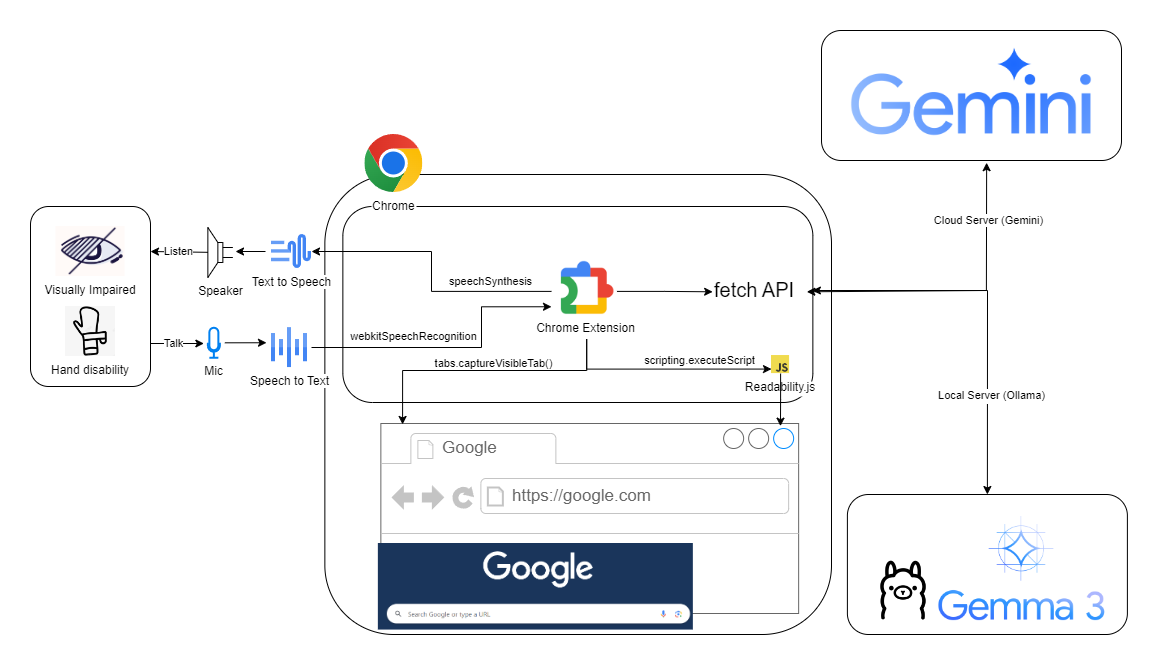 Gemini
Chrome
Cloud Server (Gemini)
Listen
speechSynthesis
Visually Impaired
Speaker
Text to Speech
fetch API
Chrome Extension
Talk
webkitSpeechRecognition
Hand disability
Mic
Speech to Text
tabs.captureVisibleTab()
scripting.executeScript
JS
Readability.js
Local Server (Ollama)
Google
https://google.com
Google
Search Google or type a URL
Gemma 3